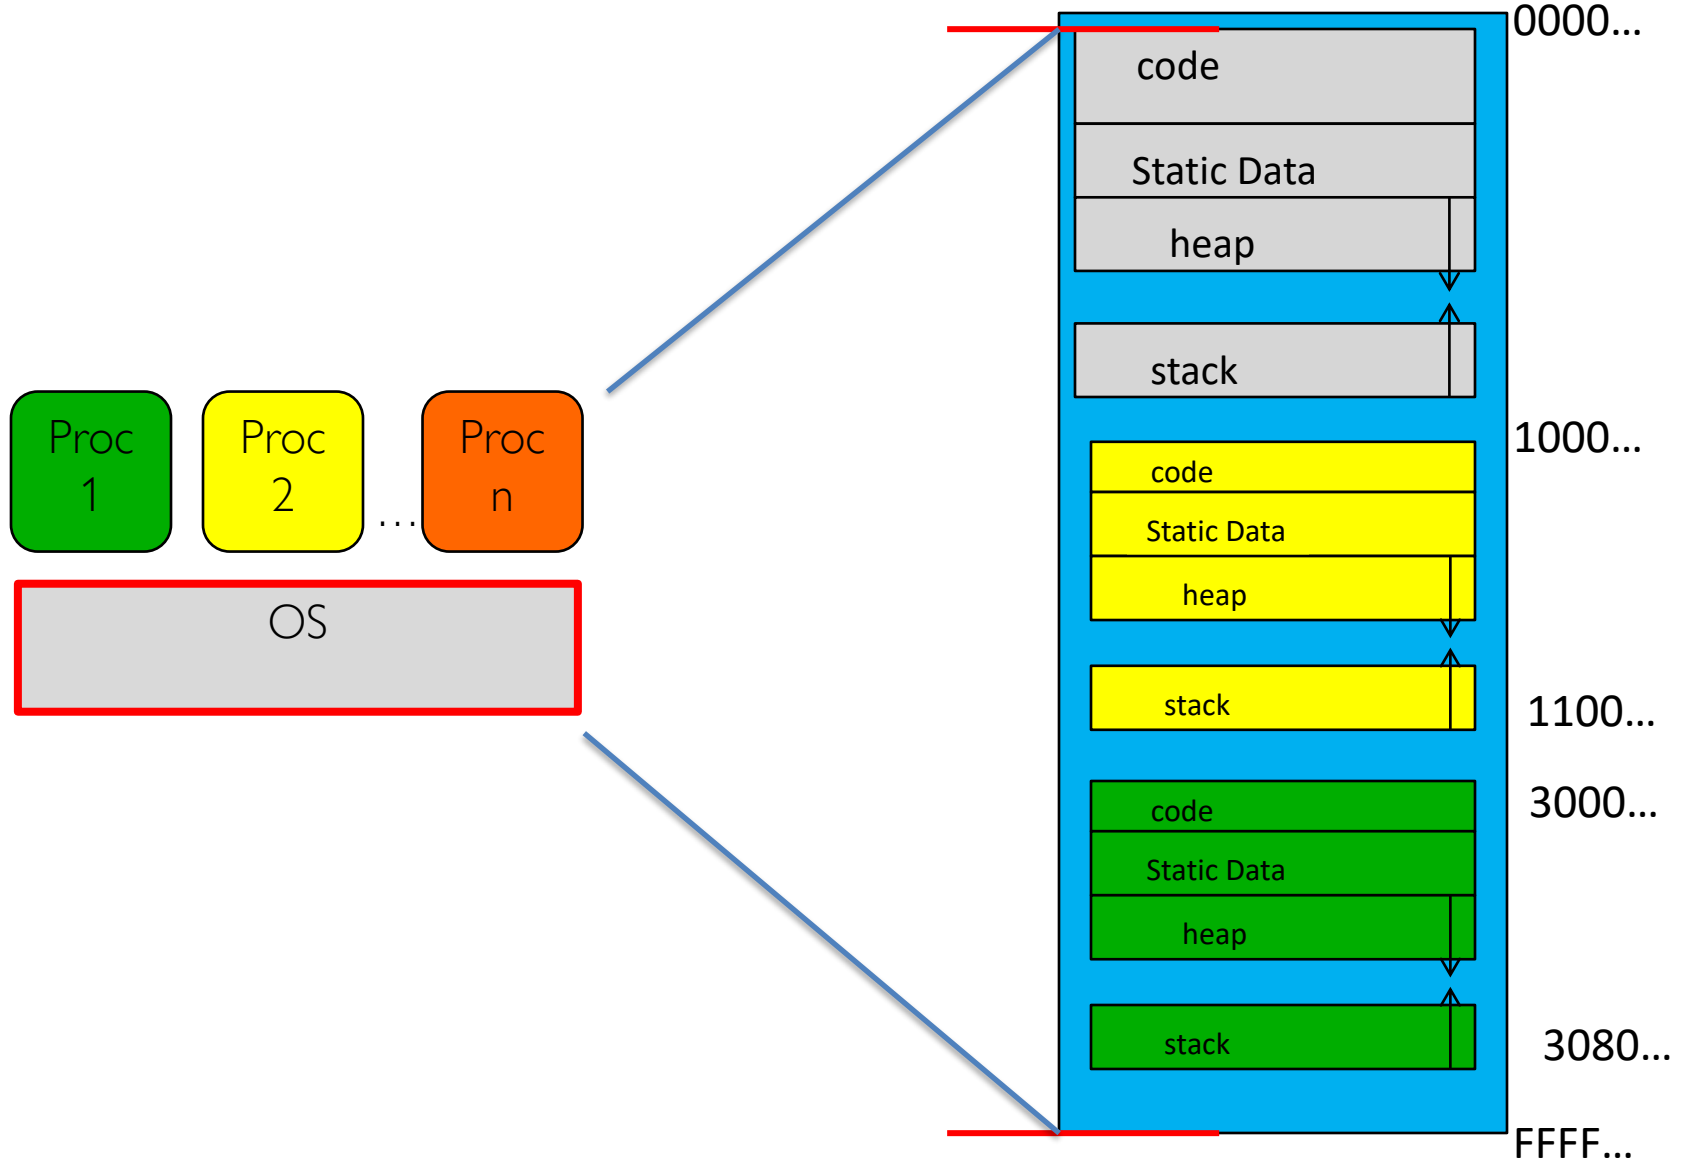 Proc
1
Proc
2
...
Proc
n
OS
0000...
code
Static Data
heap
stack
1000...
code
Static Data
heap
stack
1100...
3000...
code
Static Data
heap
stack
3080...
FFFF...